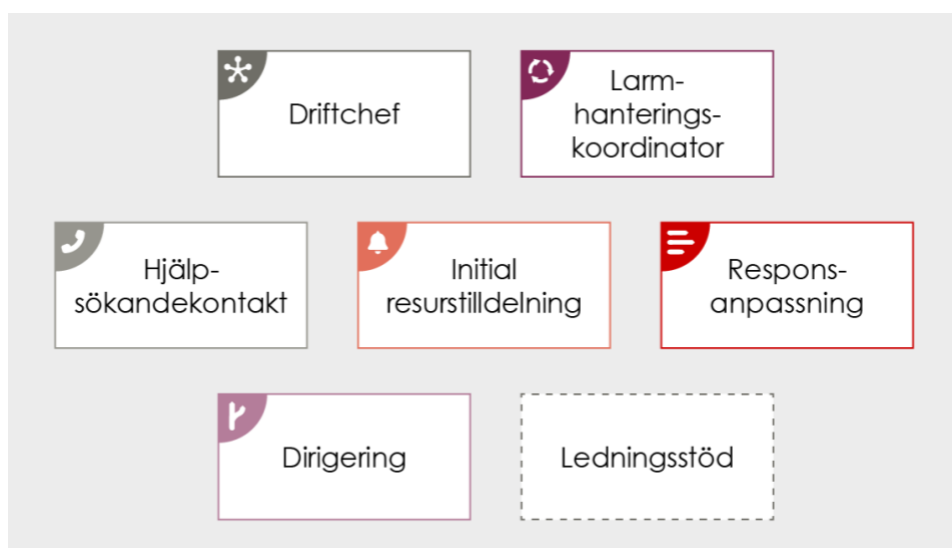 Driftchef
Larm-
hanterings-
koordinator
Hjälp-
sökandekontakt
Initial
resurstilldelning
Respons-
anpassning
Dirigering
Ledningsstöd